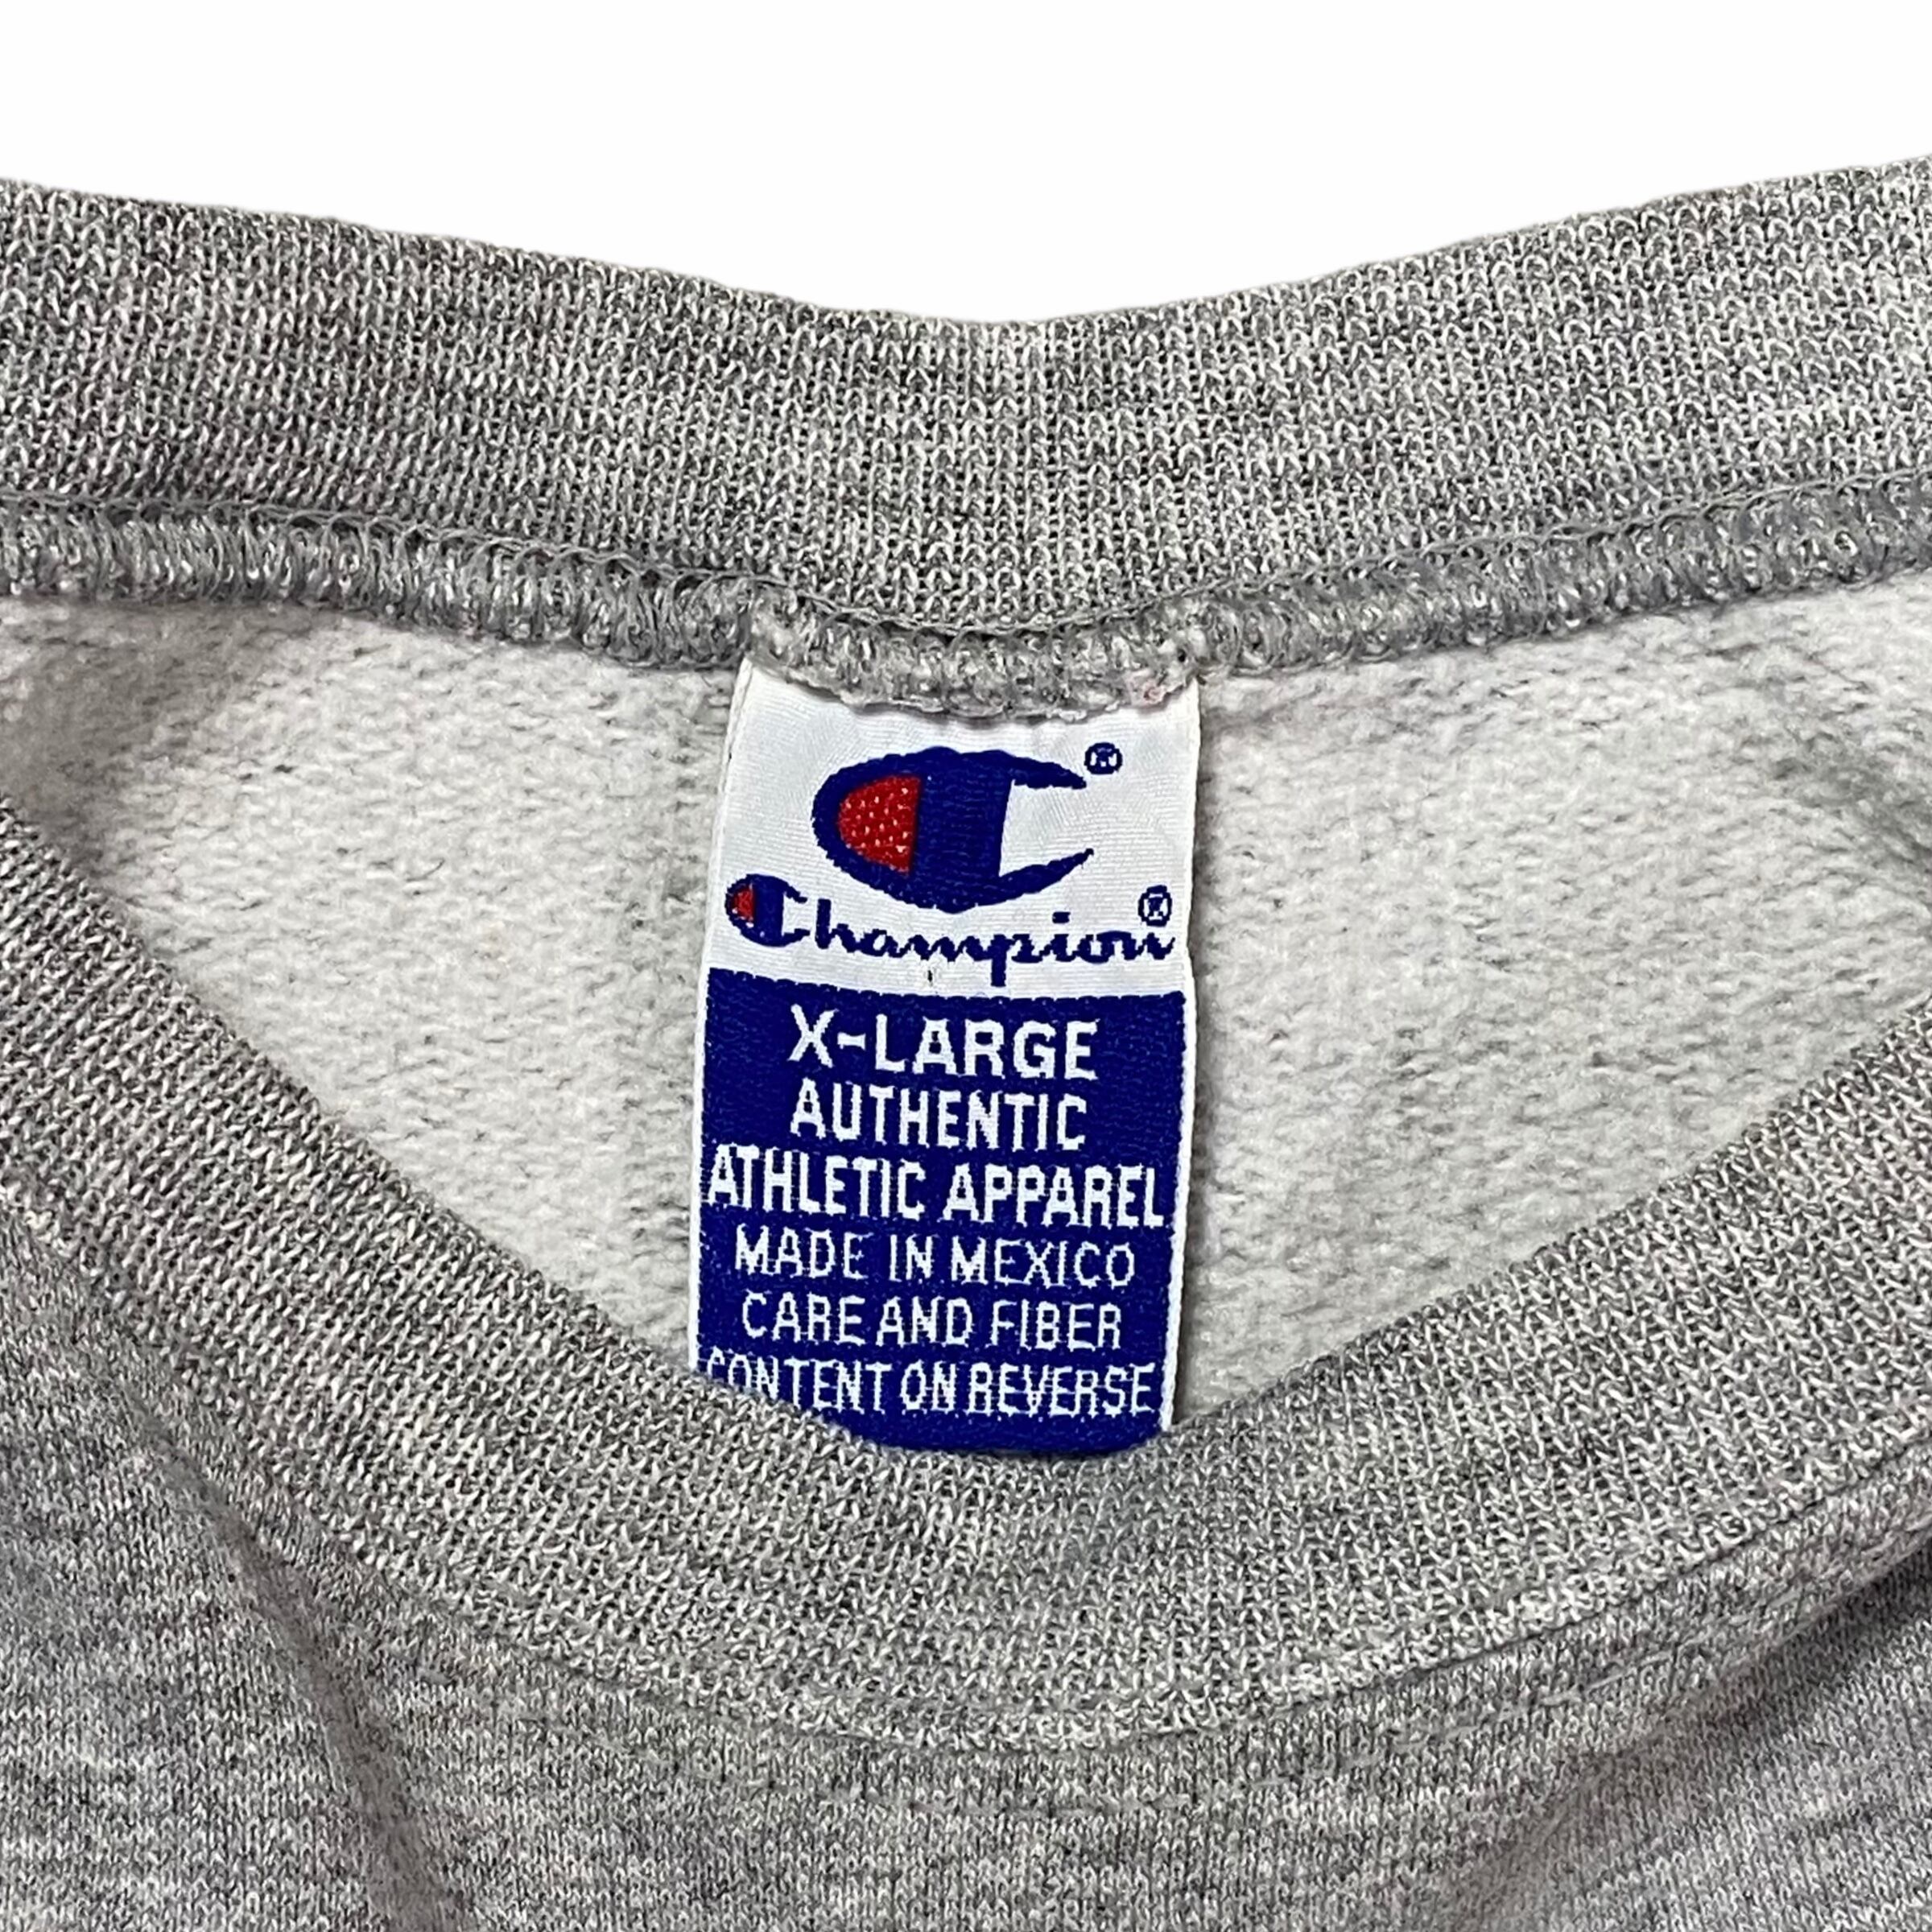 C®
Champion®
X-LARGE
AUTHENTIC
ATHLETIC APPAREL
MADE IN MEXICO
CARE AND FIBER
CONTENT ON REVERSE